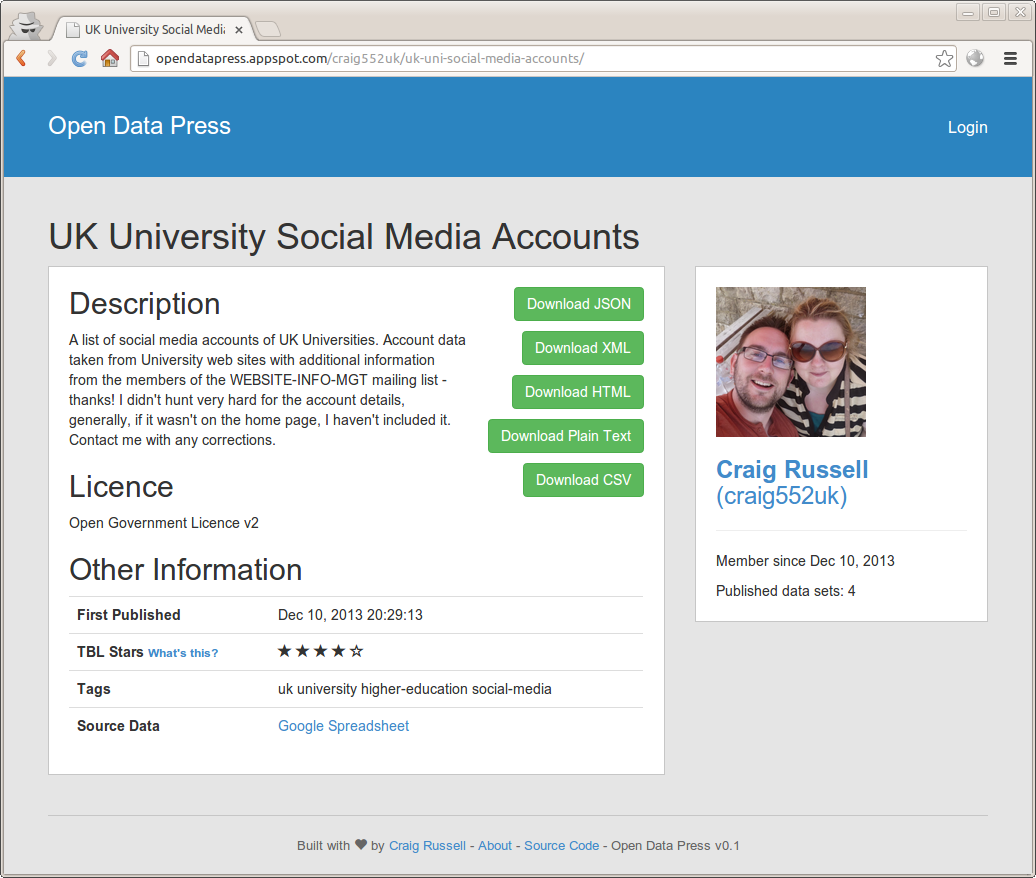 UK University Social Media
opendatapress.appspot.com/craig552uk/uk-uni-social-media-accounts/
Open Data Press
Login
UK University Social Media Accounts
Description
A list of social media accounts of UK Universities. Account data
taken from University web sites with additional information
from the members of the WEBSITE-INFO-MGT mailing list -
thanks! I didn't hunt very hard for the account details,
generally, if it wasn't on the home page, I haven't included it.
Contact me with any corrections.
Download JSON
Download XML
Download HTML
Download Plain Text
Download CSV
Licence
Open Government Licence v2
Other Information
First Published Dec 10, 2013 20:29:13
TBL Stars What's this? ★★★★☆
Tags uk university higher-education social-media
Source Data Google Spreadsheet
Craig Russell
(craig552uk)
Member since Dec 10, 2013
Published data sets: 4
Built with ♥ by Craig Russell - About - Source Code - Open Data Press v0.1